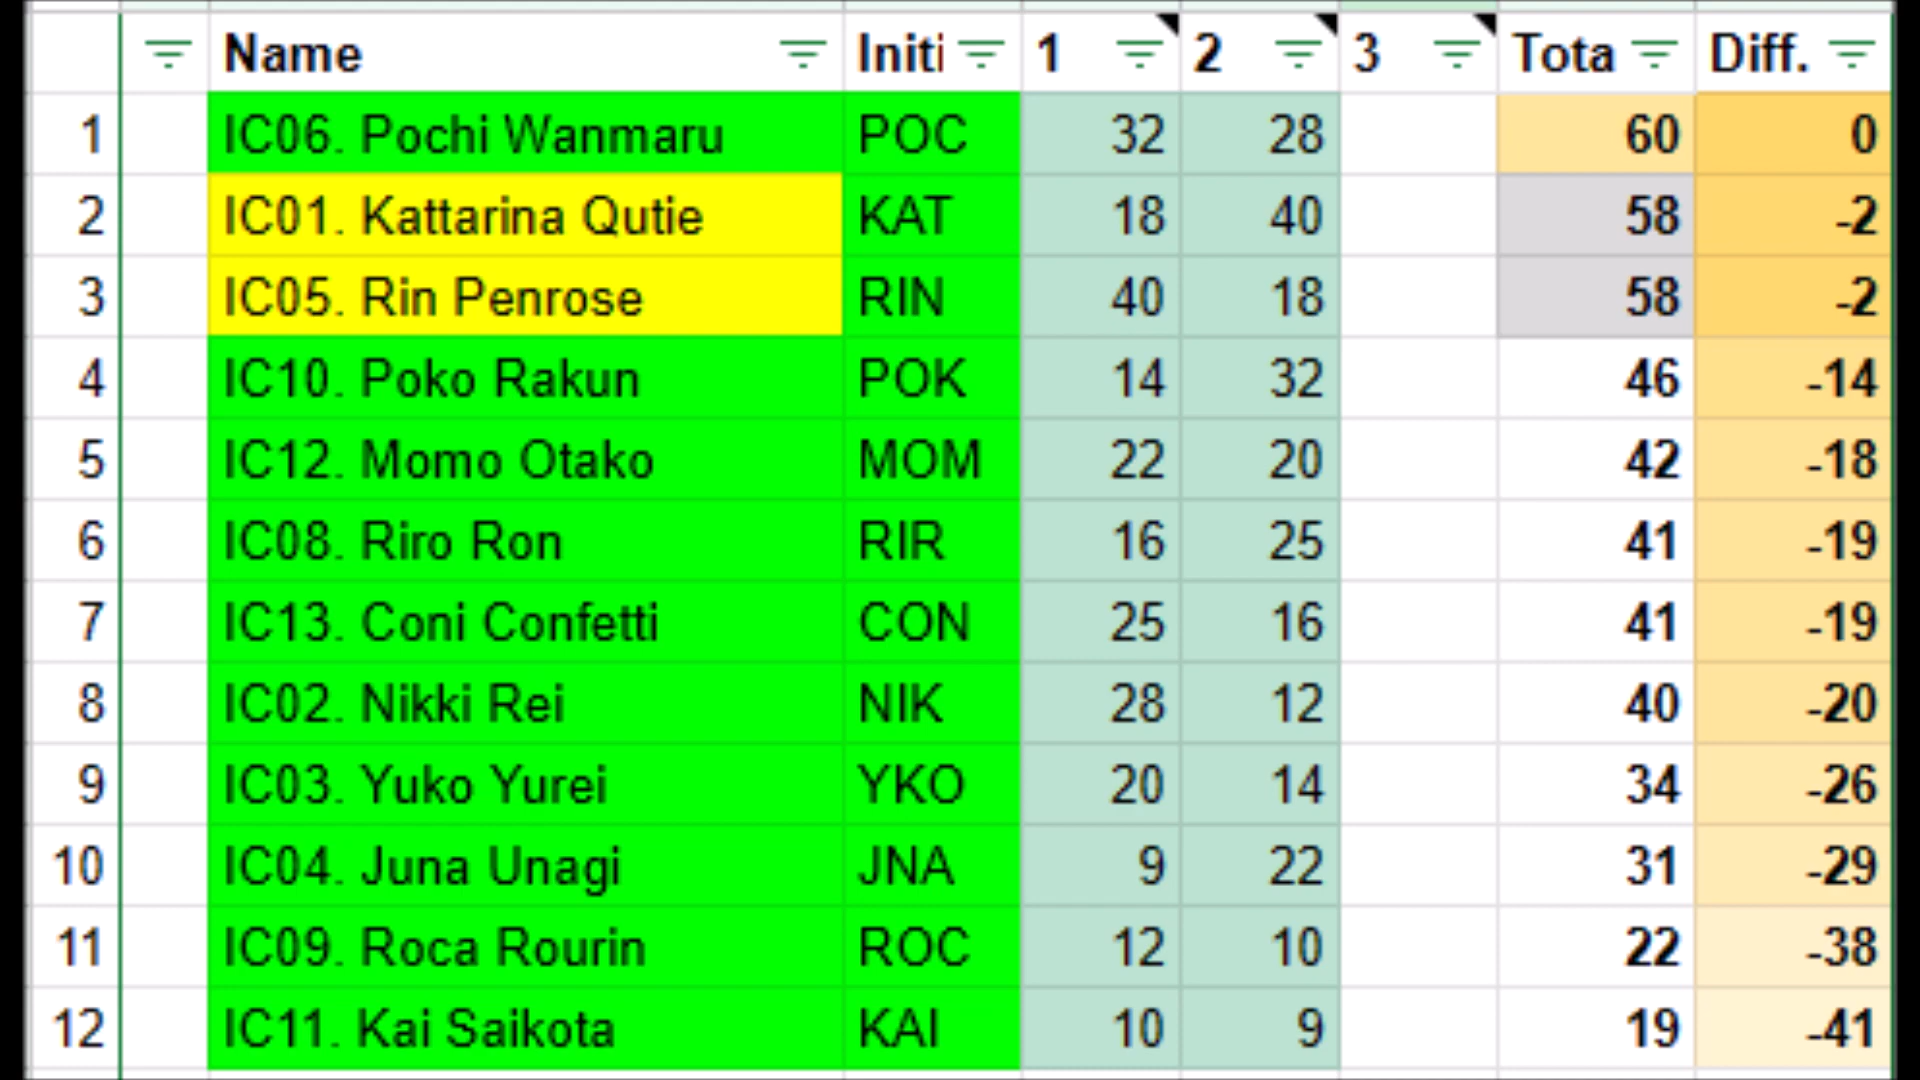 Name Initi 1 2 3 Tota Diff.
1 IC06. Pochi Wanmaru POC 32 28 60 0
2 IC01. Kattarina Qutie KAT 18 40 58 -2
3 IC05. Rin Penrose RIN 40 18 58 -2
4 IC10. Poko Rakun POK 14 32 46 -14
5 IC12. Momo Otako MOM 22 20 42 -18
6 IC08. Riro Ron RIR 16 25 41 -19
7 IC13. Coni Confetti CON 25 16 41 -19
8 IC02. Nikki Rei NIK 28 12 40 -20
9 IC03. Yuko Yurei YKO 20 14 34 -26
10 IC04. Juna Unagi JNA 9 22 31 -29
11 IC09. Roca Rourin ROC 12 10 22 -38
12 IC11. Kai Saikota KAI 10 9 19 -41